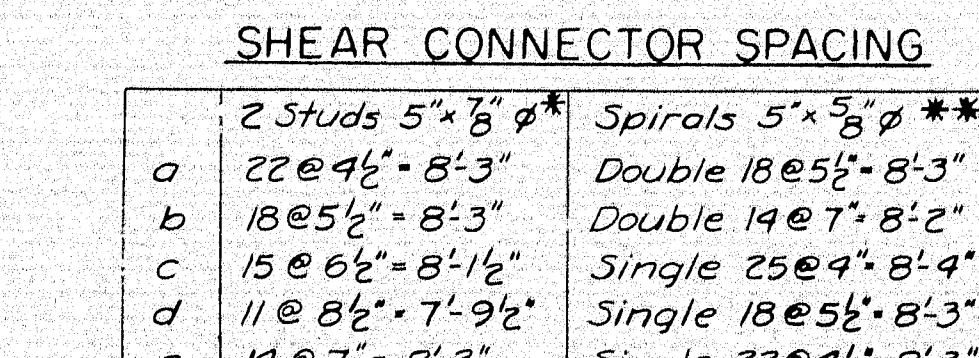 SHEAR CONNECTOR SPACING
2 Studs 5"x 7/8" ø* Spirals 5"x 5/8" ø **
a 22@4½"= 8'-3" Double 18@5½"= 8'-3"
b 18@5½" = 8'-3" Double 14@7"= 8'-2"
c 15@6½"= 8'-1½" Single 25@4"= 8'-4"
d 11@8½"= 7'-9½" Single 18@5½"= 8'-3"